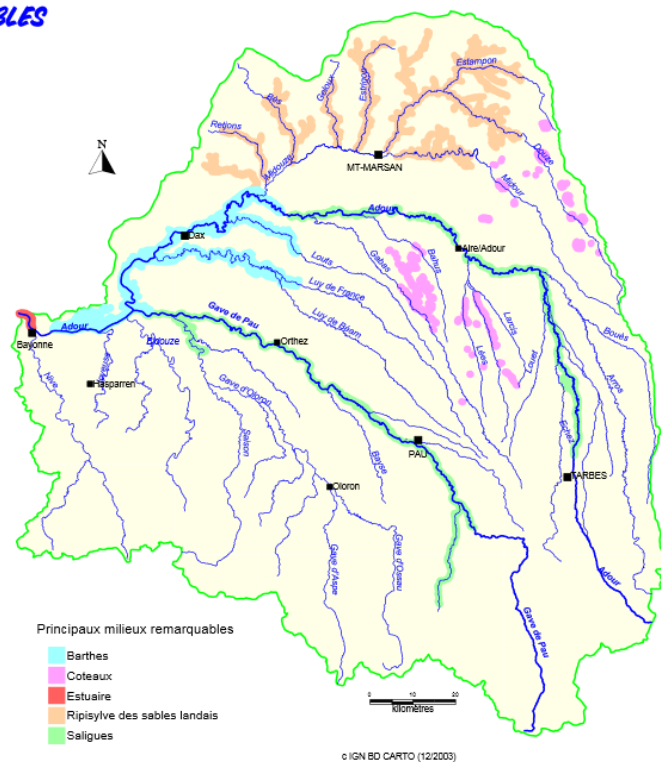 BLES
N
Estampon
Estrigon
Geloux
Bès
Retjons
Douze
Midouze
MT-MARSAN
Midour
Adour
Dax
Aire/Adour
Louts
Gabas
Bahus
Luy de France
Luy de Béarn
Larcis
Lées
Louet
Bouès
Arros
Adour
Bayonne
Gave de Pau
Bidouze
Orthez
Nive
Hasparren
Gave d'Oloron
Saison
Bayse
PAU
Echez
TARBES
Oloron
Gave d'Aspe
Gave d'Ossau
Adour
Gave de Pau
Principaux milieux remarquables
Barthes
Coteaux
Estuaire
Ripisylve des sables landais
Saligues
0 10 20
kilomètres
c IGN BD CARTO (12/2003)